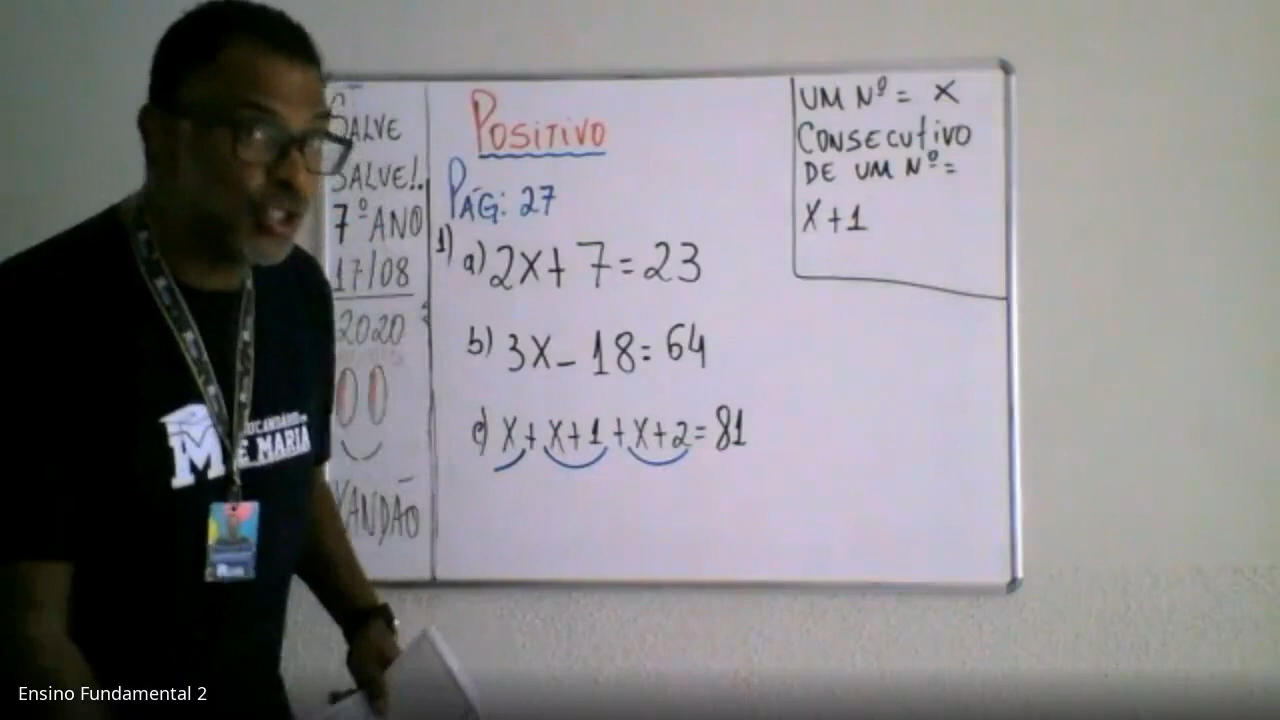 SALVE
SALVE!
7º ANO
17/08
2020
XANDÃO
POSITIVO
PÁG: 27
1) a) 2X + 7 = 23
b) 3X - 18 = 64
c) X + X + 1 + X + 2 = 81
UM Nº = X
CONSECUTIVO
DE UM Nº =
X + 1
M
E MARIA
Ensino Fundamental 2